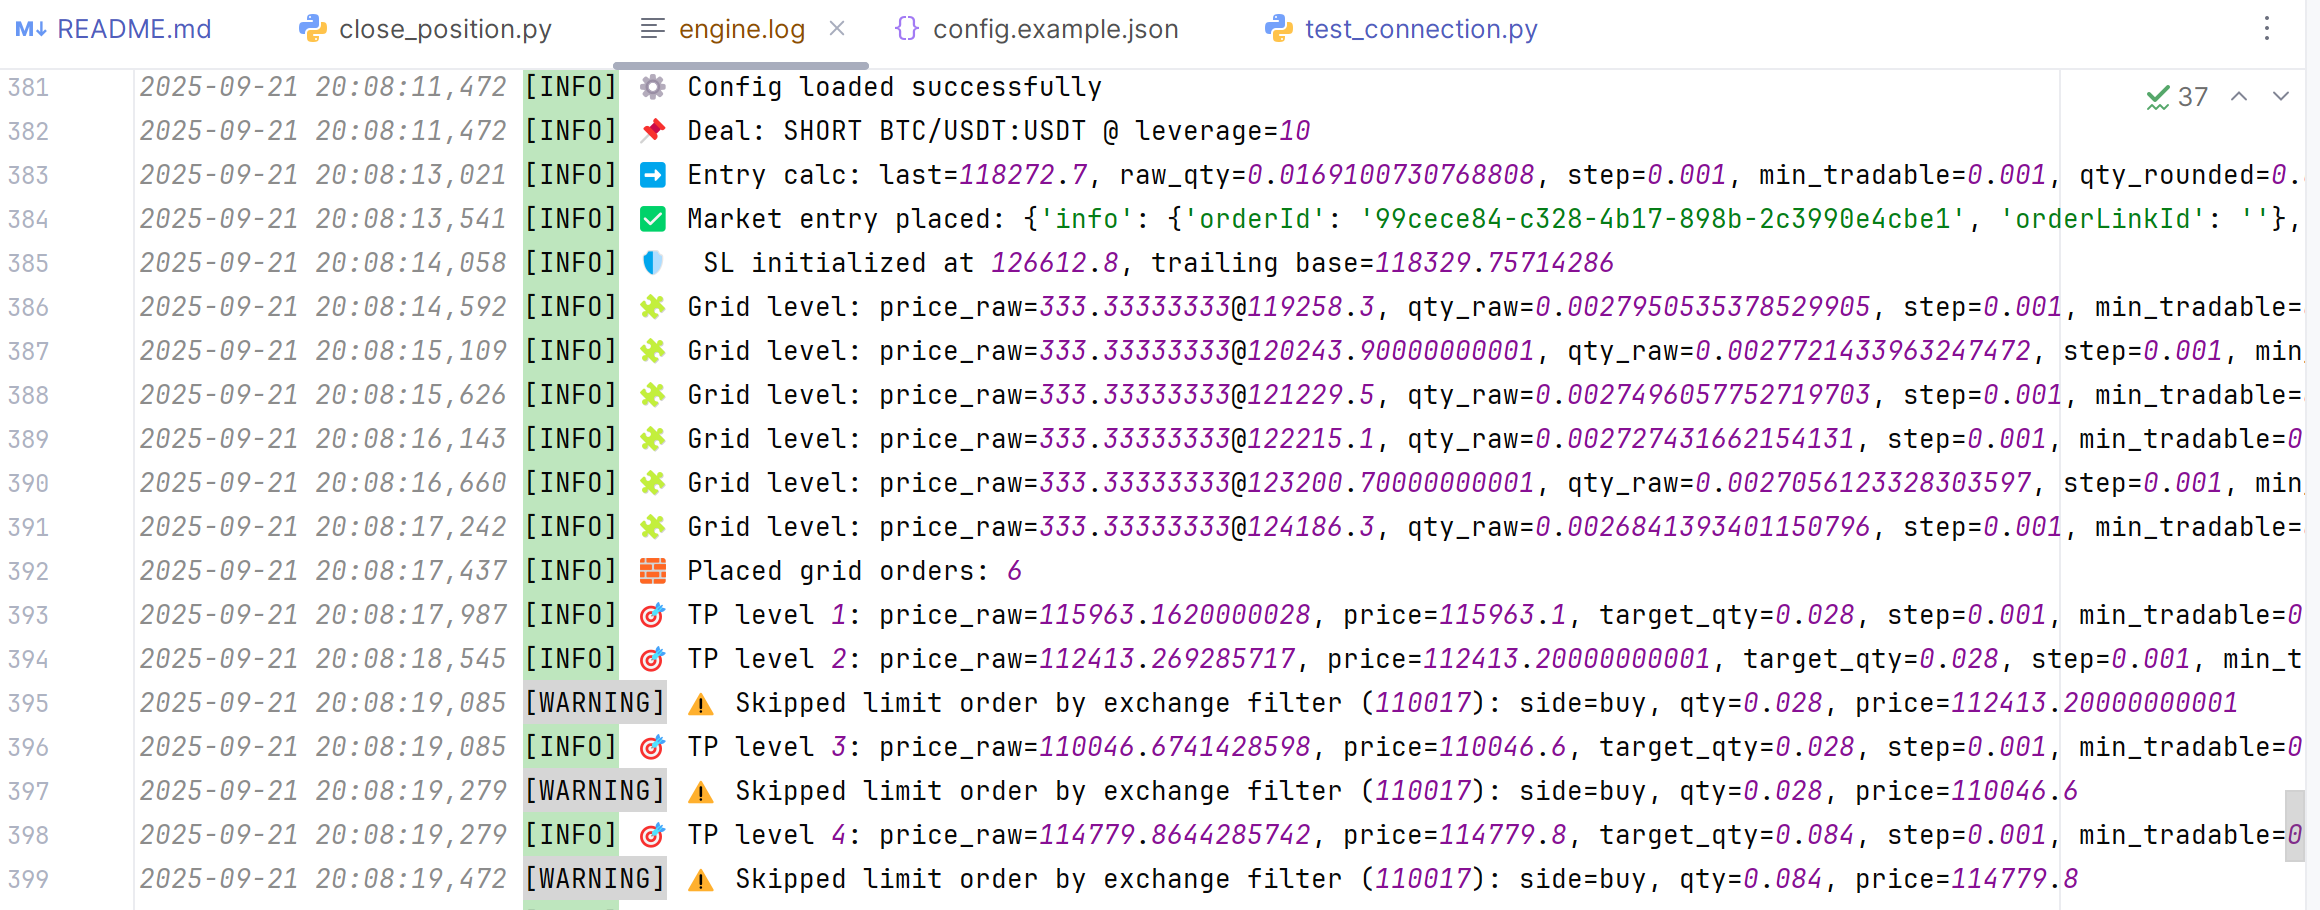 M↓ README.md close_position.py engine.log × {} config.example.json test_connection.py
37
381 2025-09-21 20:08:11,472 [INFO] ⚙️ Config loaded successfully
382 2025-09-21 20:08:11,472 [INFO] 📌 Deal: SHORT BTC/USDT:USDT @ leverage=10
383 2025-09-21 20:08:13,021 [INFO] ➡️ Entry calc: last=118272.7, raw_qty=0.0169100730768808, step=0.001, min_tradable=0.001, qty_rounded=0.
384 2025-09-21 20:08:13,541 [INFO] ✅ Market entry placed: {'info': {'orderId': '99cece84-c328-4b17-898b-2c3990e4cbe1', 'orderLinkId': ''},
385 2025-09-21 20:08:14,058 [INFO] 🛡️ SL initialized at 126612.8, trailing base=118329.75714286
386 2025-09-21 20:08:14,592 [INFO] 🧩 Grid level: price_raw=333.33333333@119258.3, qty_raw=0.0027950535378529905, step=0.001, min_tradable=
387 2025-09-21 20:08:15,109 [INFO] 🧩 Grid level: price_raw=333.33333333@120243.90000000001, qty_raw=0.0027721433963247472, step=0.001, min_
388 2025-09-21 20:08:15,626 [INFO] 🧩 Grid level: price_raw=333.33333333@121229.5, qty_raw=0.0027496057752719703, step=0.001, min_tradable=
389 2025-09-21 20:08:16,143 [INFO] 🧩 Grid level: price_raw=333.33333333@122215.1, qty_raw=0.002727431662154131, step=0.001, min_tradable=0
390 2025-09-21 20:08:16,660 [INFO] 🧩 Grid level: price_raw=333.33333333@123200.70000000001, qty_raw=0.0027056123328303597, step=0.001, min_
391 2025-09-21 20:08:17,242 [INFO] 🧩 Grid level: price_raw=333.33333333@124186.3, qty_raw=0.0026841393401150796, step=0.001, min_tradable=
392 2025-09-21 20:08:17,437 [INFO] 🧱 Placed grid orders: 6
393 2025-09-21 20:08:17,987 [INFO] 🎯 TP level 1: price_raw=115963.1620000028, price=115963.1, target_qty=0.028, step=0.001, min_tradable=0
394 2025-09-21 20:08:18,545 [INFO] 🎯 TP level 2: price_raw=112413.269285717, price=112413.20000000001, target_qty=0.028, step=0.001, min_t
395 2025-09-21 20:08:19,085 [WARNING] ⚠️ Skipped limit order by exchange filter (110017): side=buy, qty=0.028, price=112413.20000000001
396 2025-09-21 20:08:19,085 [INFO] 🎯 TP level 3: price_raw=110046.6741428598, price=110046.6, target_qty=0.028, step=0.001, min_tradable=0
397 2025-09-21 20:08:19,279 [WARNING] ⚠️ Skipped limit order by exchange filter (110017): side=buy, qty=0.028, price=110046.6
398 2025-09-21 20:08:19,279 [INFO] 🎯 TP level 4: price_raw=114779.8644285742, price=114779.8, target_qty=0.084, step=0.001, min_tradable=0
399 2025-09-21 20:08:19,472 [WARNING] ⚠️ Skipped limit order by exchange filter (110017): side=buy, qty=0.084, price=114779.8